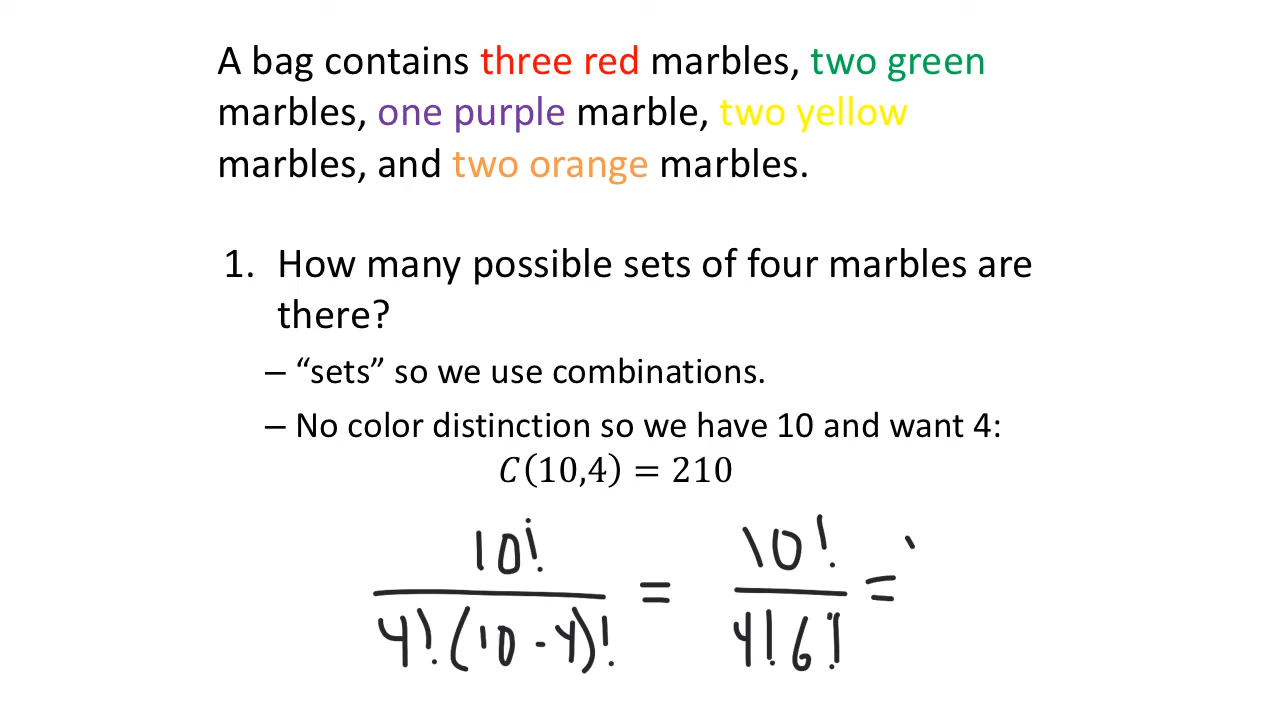 A bag contains three red marbles, two green
marbles, one purple marble, two yellow
marbles, and two orange marbles.
1. How many possible sets of four marbles are
there?
– “sets” so we use combinations.
– No color distinction so we have 10 and want 4:
C(10,4) = 210
10! / 4!(10-4)! = 10! / 4!6! =